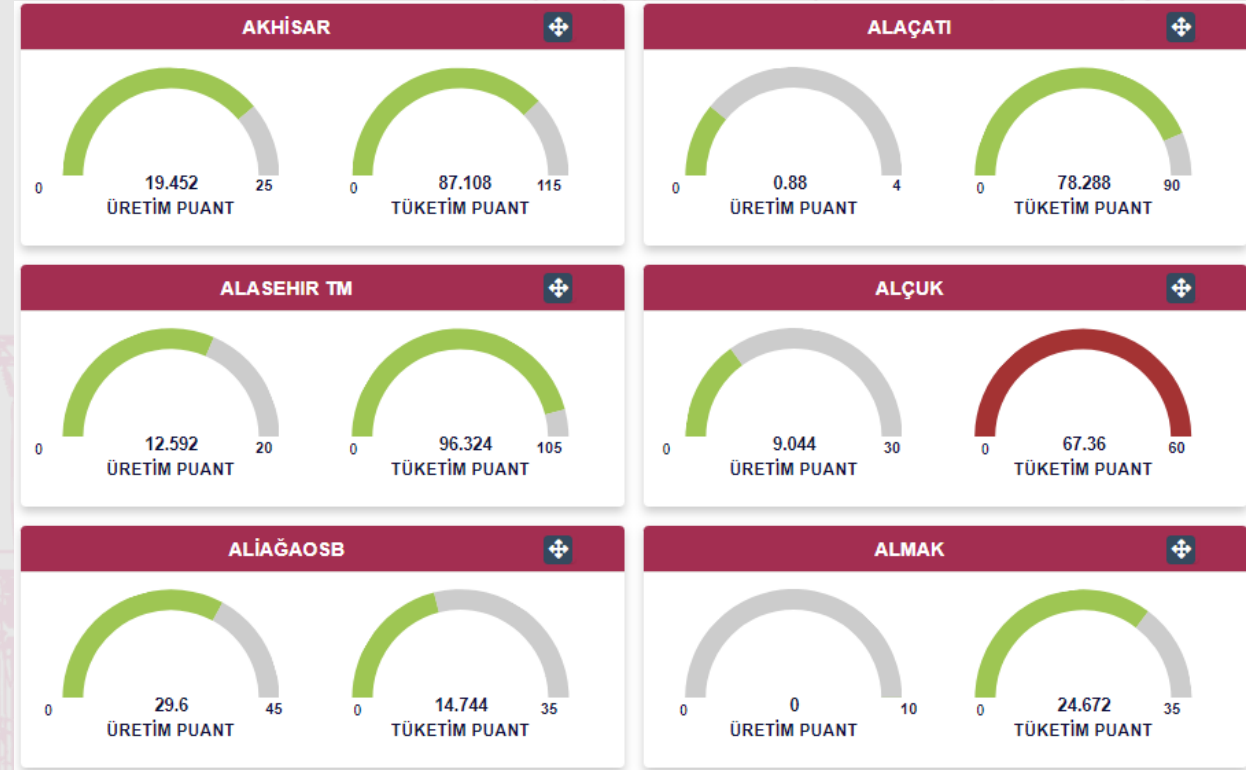 AKHİSAR
0 19.452 25
ÜRETİM PUANT
0 87.108 115
TÜKETİM PUANT
ALAÇATI
0 0.88 4
ÜRETİM PUANT
0 78.288 90
TÜKETİM PUANT
ALASEHIR TM
0 12.592 20
ÜRETİM PUANT
0 96.324 105
TÜKETİM PUANT
ALÇUK
0 9.044 30
ÜRETİM PUANT
0 67.36 60
TÜKETİM PUANT
ALİAĞAOSB
0 29.6 45
ÜRETİM PUANT
0 14.744 35
TÜKETİM PUANT
ALMAK
0 0 10
ÜRETİM PUANT
0 24.672 35
TÜKETİM PUANT